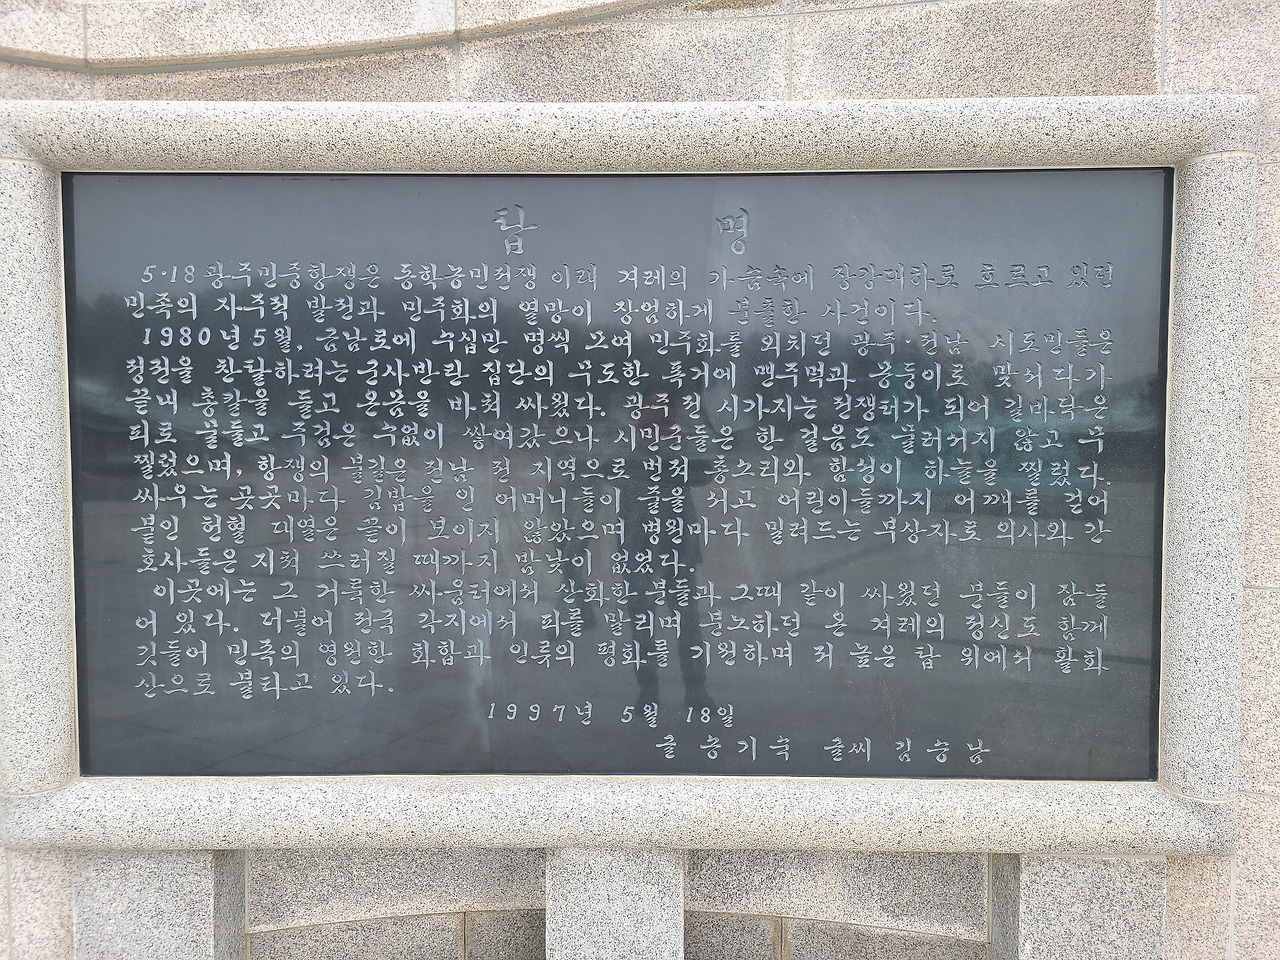 탑 명
5·18 광주민중항쟁은 동학농민전쟁 이래 겨레의 가슴속에 장강대하로 흐르고 있던
민족의 자주적 발전과 민주화의 열망이 장엄하게 분출한 사건이다.
1980년 5월, 금남로에 수십만 명씩 모여 민주화를 외치던 광주·전남 시도민들은
정권을 찬탈하려는 군사반란 집단의 무도한 폭거에 맨주먹과 몽둥이로 맞서다가
끝내 총칼을 들고 온몸을 바쳐 싸웠다. 광주 전 시가지는 전쟁터가 되어 길바닥은
피로 물들고 주검은 수없이 쌓여갔으나 시민군들은 한 걸음도 물러서지 않고 무
찔렀으며, 항쟁의 불길은 전남 전 지역으로 번져 총소리와 함성이 하늘을 찔렀다.
싸우는 곳곳마다 김밥을 인 어머니들이 줄을 서고 어린이들까지 어깨를 걷어
붙인 헌혈 대열은 끝이 보이지 않았으며 병원마다 밀려드는 부상자로 의사와 간
호사들은 지쳐 쓰러질 때까지 밤낮이 없었다.
이곳에는 그 거룩한 싸움터에서 산화한 분들과 그때 같이 싸웠던 분들이 잠들
어 있다. 더불어 전국 각지에서 피를 말리며 분노하던 온 겨레의 정신도 함께
깃들어 민족의 영원한 화합과 인류의 평화를 기원하며 저 높은 탑 위에서 활화
산으로 불타고 있다.
1997년 5월 18일
글 송기숙 글씨 김승남